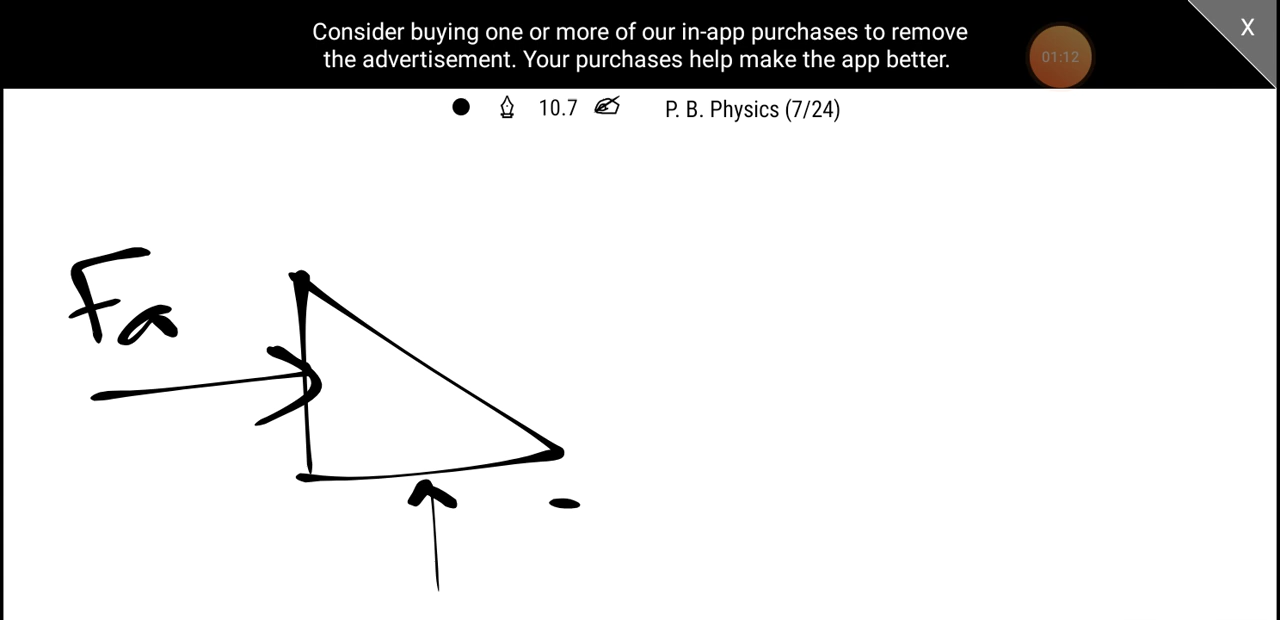 Consider buying one or more of our in-app purchases to remove
the advertisement. Your purchases help make the app better.
01:12
X
10.7
P. B. Physics (7/24)
Fa